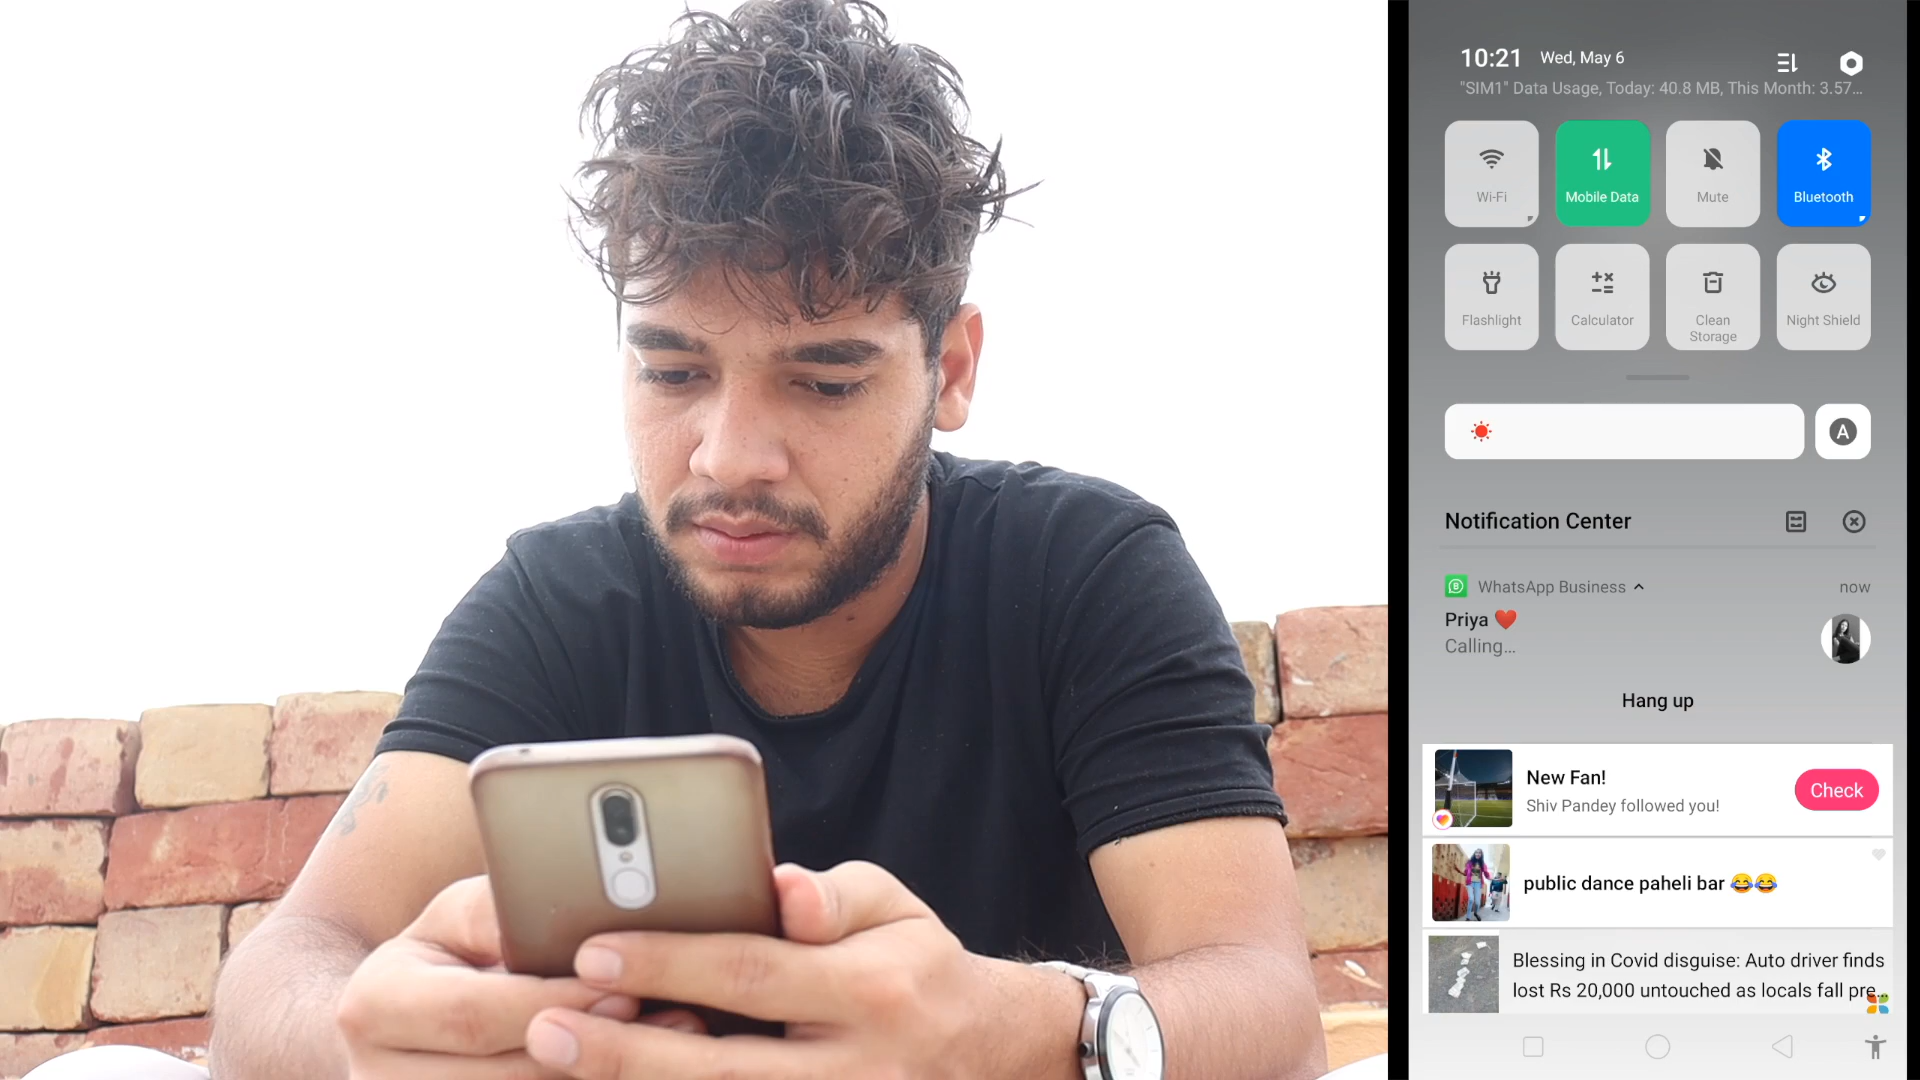 10:21 Wed, May 6
"SIM1" Data Usage, Today: 40.8 MB, This Month: 3.57...
Wi-Fi
Mobile Data
Mute
Bluetooth
Flashlight
Calculator
Clean
Storage
Night Shield
A
Notification Center
WhatsApp Business now
Priya ❤️
Calling...
Hang up
New Fan!
Shiv Pandey followed you!
Check
public dance paheli bar 😂😂
Blessing in Covid disguise: Auto driver finds
lost Rs 20,000 untouched as locals fall pre...